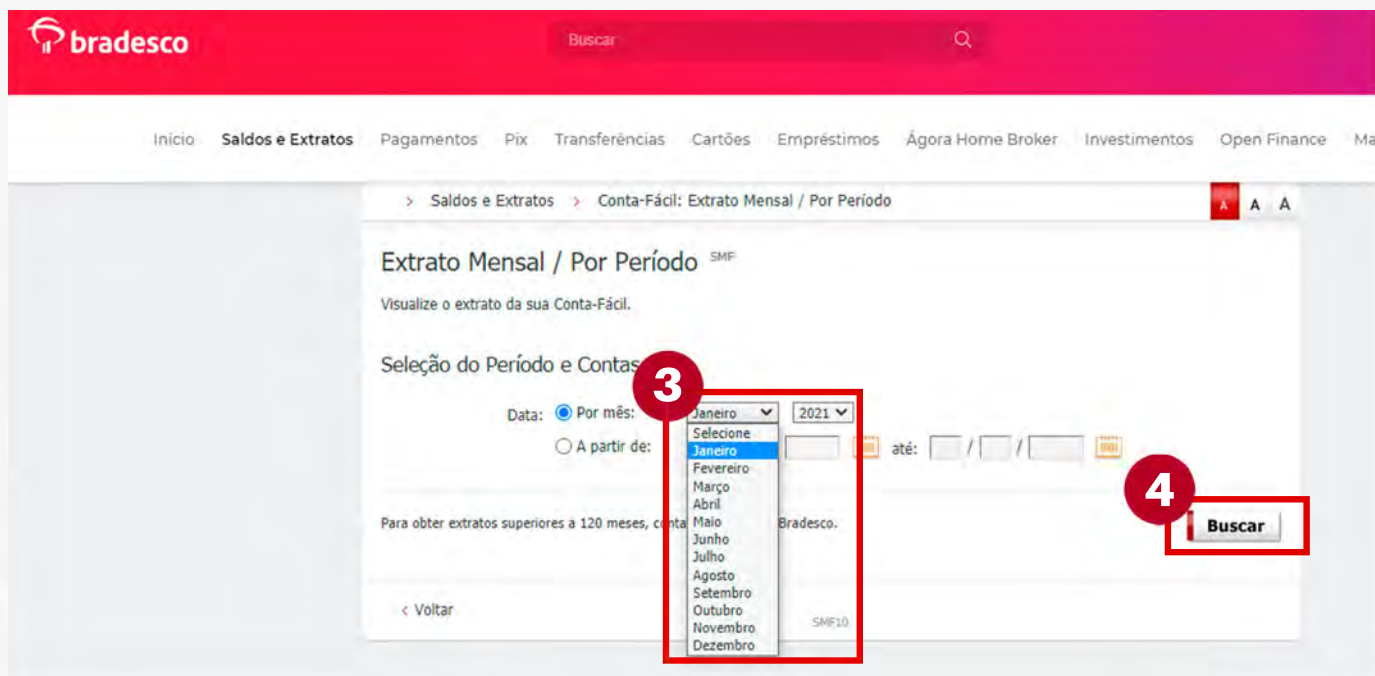 bradesco
Buscar
Início Saldos e Extratos Pagamentos Pix Transferências Cartões Empréstimos Ágora Home Broker Investimentos Open Finance Ma
> Saldos e Extratos > Conta-Fácil: Extrato Mensal / Por Período
A A A
Extrato Mensal / Por Período SMF
Visualize o extrato da sua Conta-Fácil.
Seleção do Período e Contas
3
Data: Por mês: Janeiro 2021
A partir de: até: / /
Selecione
Janeiro
Fevereiro
Março
Abril
Maio
Junho
Julho
Agosto
Setembro
Outubro
Novembro
Dezembro
4
Para obter extratos superiores a 120 meses, Bradesco.
Buscar
< Voltar
SMF10